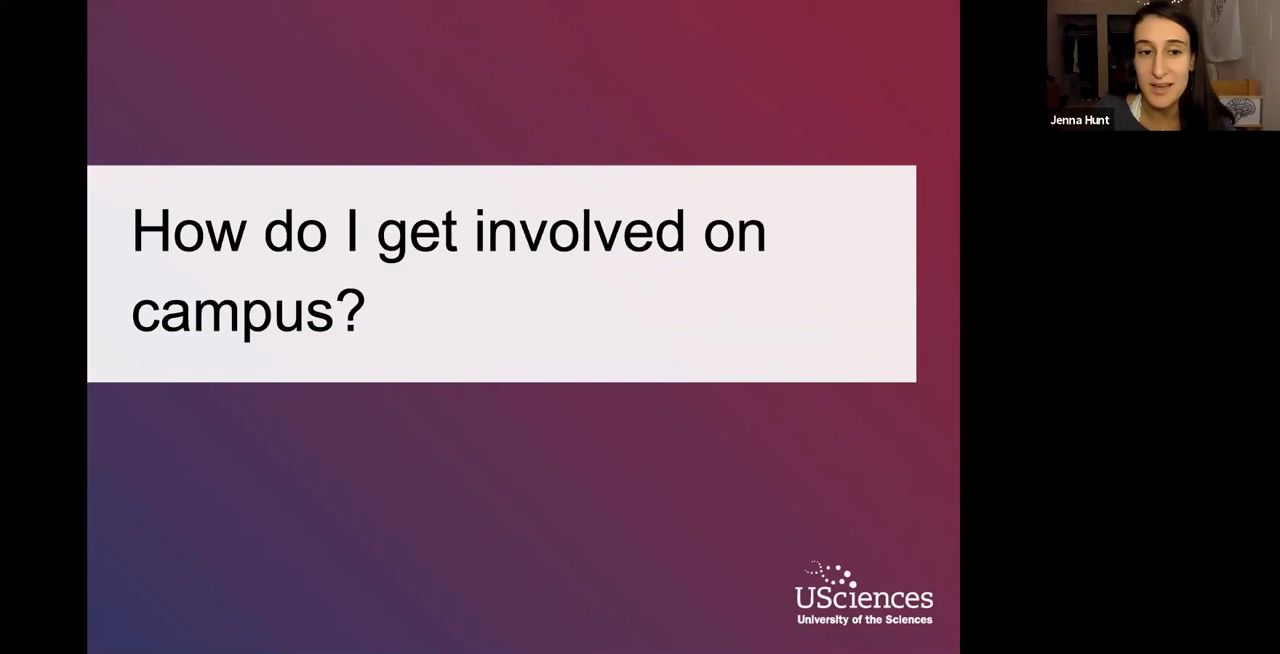 How do I get involved on
campus?
USciences
University of the Sciences
Jenna Hunt